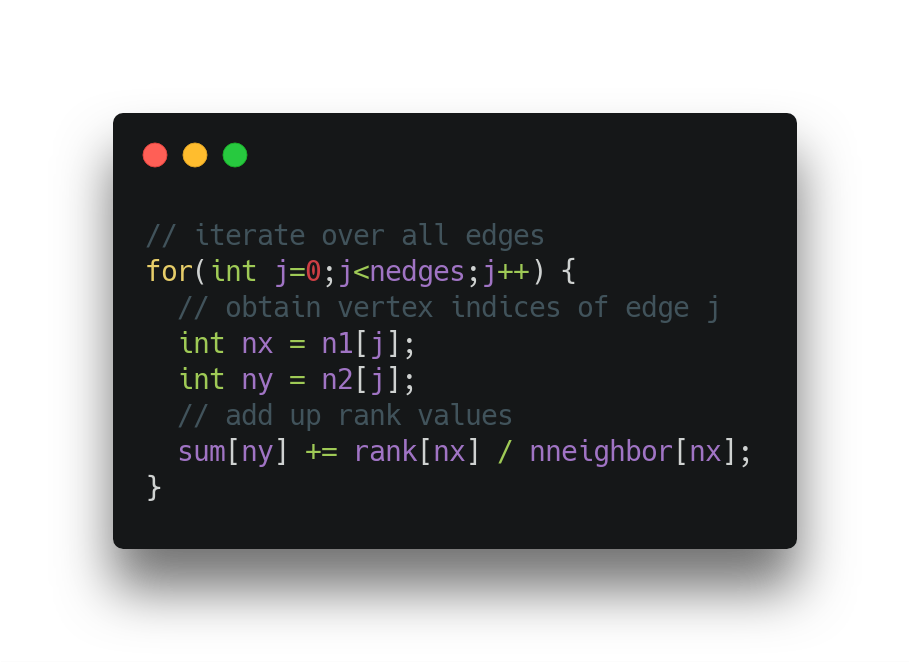 // iterate over all edges
for(int j=0;j<nedges;j++) {
  // obtain vertex indices of edge j
  int nx = n1[j];
  int ny = n2[j];
  // add up rank values
  sum[ny] += rank[nx] / nneighbor[nx];
}